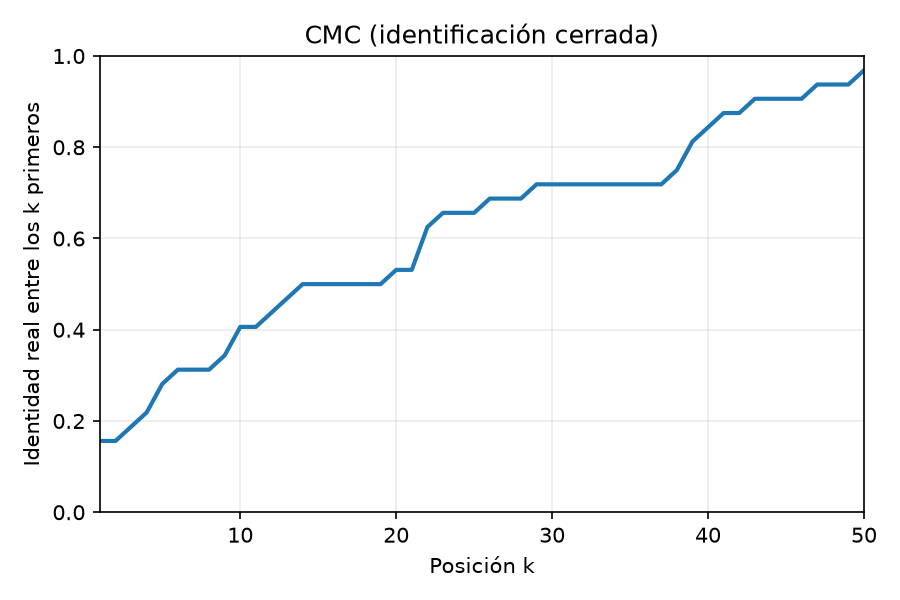 CMC (identificación cerrada)
Identidad real entre los k primeros
1.0
0.8
0.6
0.4
0.2
0.0
10 20 30 40 50
Posición k